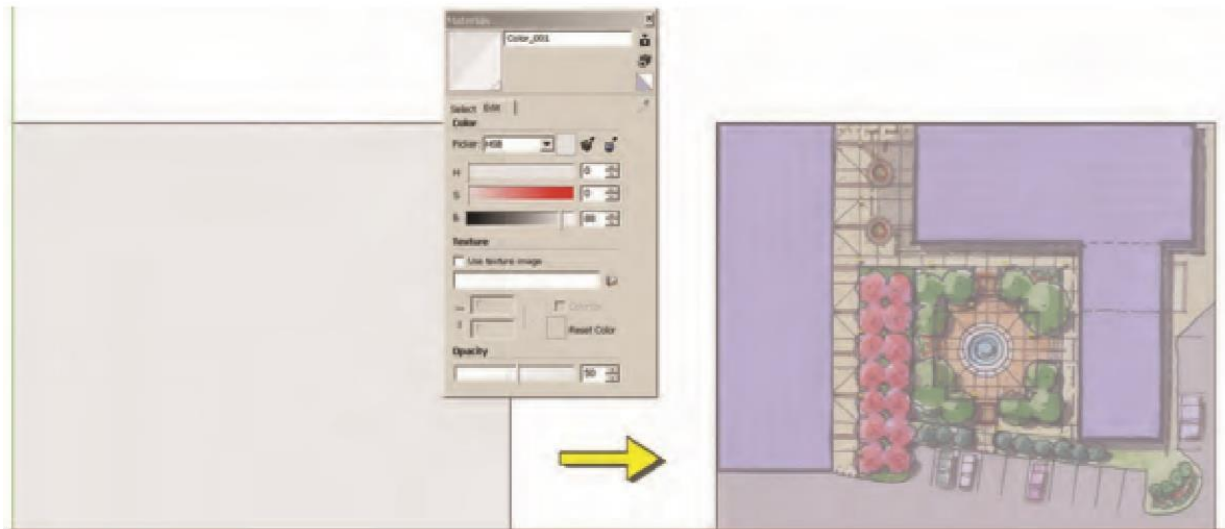 Materials
Color_001
Select Edit
Color
Picker: HSB
H 0
S 0
B 88
Texture
Use texture image
Colorize
Reset Color
Opacity
50